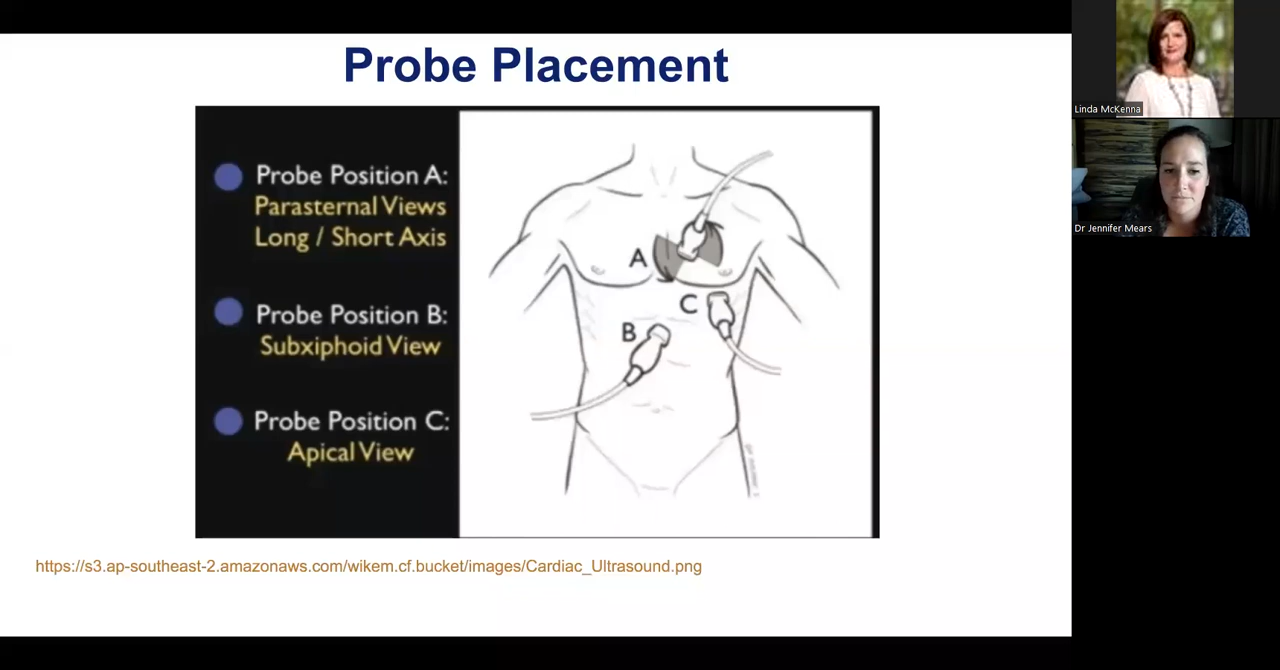 Probe Placement
Probe Position A:
Parasternal Views
Long / Short Axis
Probe Position B:
Subxiphoid View
Probe Position C:
Apical View
A
B
C
https://s3.ap-southeast-2.amazonaws.com/wikem.cf.bucket/images/Cardiac_Ultrasound.png
Linda McKenna
Dr Jennifer Mears